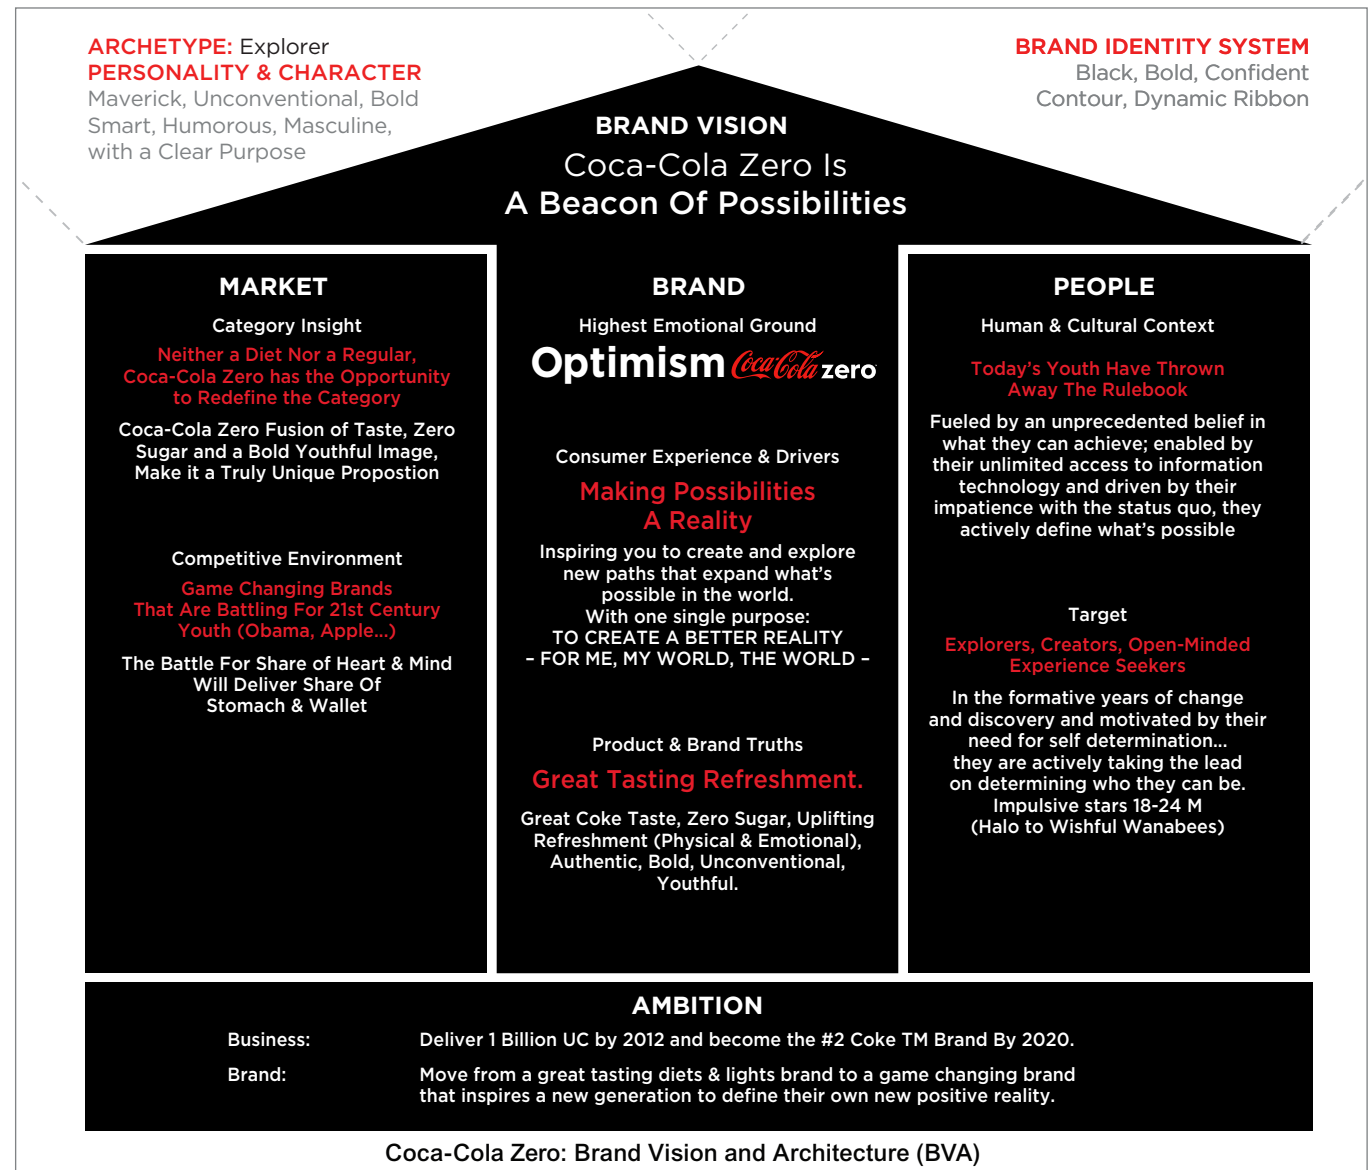 ARCHETYPE: Explorer
PERSONALITY & CHARACTER
Maverick, Unconventional, Bold
Smart, Humorous, Masculine,
with a Clear Purpose
BRAND IDENTITY SYSTEM
Black, Bold, Confident
Contour, Dynamic Ribbon
BRAND VISION
Coca-Cola Zero Is
A Beacon Of Possibilities
MARKET
Category Insight
Neither a Diet Nor a Regular,
Coca-Cola Zero has the Opportunity
to Redefine the Category
Coca-Cola Zero Fusion of Taste, Zero
Sugar and a Bold Youthful Image,
Make it a Truly Unique Propostion
Competitive Environment
Game Changing Brands
That Are Battling For 21st Century
Youth (Obama, Apple...)
The Battle For Share of Heart & Mind
Will Deliver Share Of
Stomach & Wallet
BRAND
Highest Emotional Ground
Optimism Coca-Cola zero
Consumer Experience & Drivers
Making Possibilities
A Reality
Inspiring you to create and explore
new paths that expand what's
possible in the world.
With one single purpose:
TO CREATE A BETTER REALITY
– FOR ME, MY WORLD, THE WORLD –
Product & Brand Truths
Great Tasting Refreshment.
Great Coke Taste, Zero Sugar, Uplifting
Refreshment (Physical & Emotional),
Authentic, Bold, Unconventional,
Youthful.
PEOPLE
Human & Cultural Context
Today's Youth Have Thrown
Away The Rulebook
Fueled by an unprecedented belief in
what they can achieve; enabled by
their unlimited access to information
technology and driven by their
impatience with the status quo, they
actively define what's possible
Target
Explorers, Creators, Open-Minded
Experience Seekers
In the formative years of change
and discovery and motivated by their
need for self determination...
they are actively taking the lead
on determining who they can be.
Impulsive stars 18-24 M
(Halo to Wishful Wanabees)
AMBITION
Business: Deliver 1 Billion UC by 2012 and become the #2 Coke TM Brand By 2020.
Brand: Move from a great tasting diets & lights brand to a game changing brand
that inspires a new generation to define their own new positive reality.
Coca-Cola Zero: Brand Vision and Architecture (BVA)